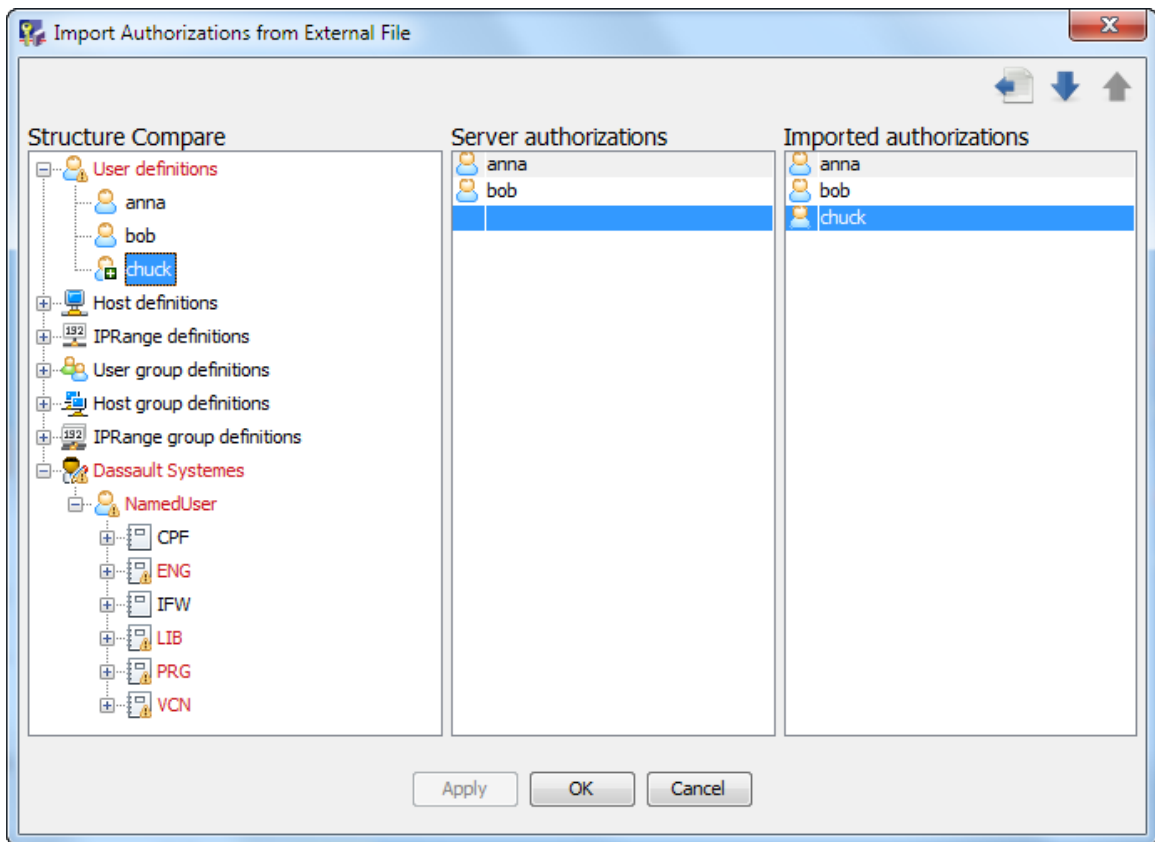 Import Authorizations from External File
Structure Compare
User definitions
anna
bob
chuck
Host definitions
192
IPRange definitions
User group definitions
Host group definitions
192
IPRange group definitions
Dassault Systemes
NamedUser
CPF
ENG
IFW
LIB
PRG
VCN
Server authorizations
anna
bob
Imported authorizations
anna
bob
chuck
Apply
OK
Cancel